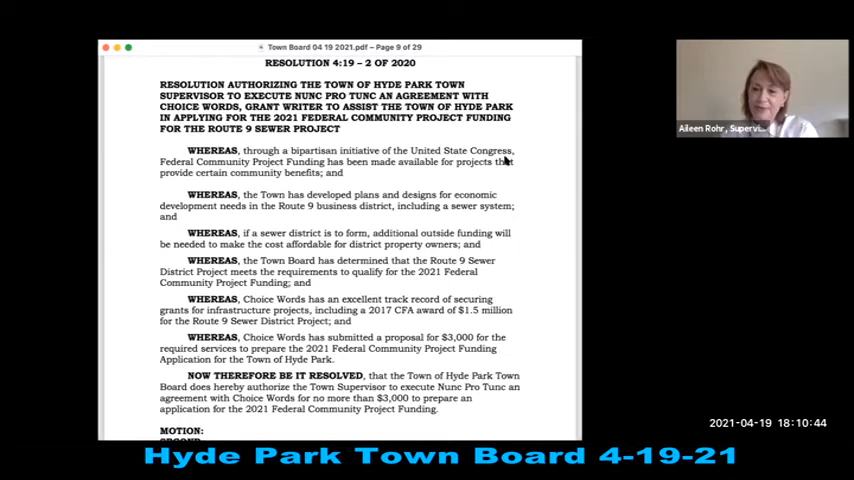 Town Board 04 19 2021.pdf – Page 9 of 29
RESOLUTION 4:19 – 2 OF 2020
RESOLUTION AUTHORIZING THE TOWN OF HYDE PARK TOWN
SUPERVISOR TO EXECUTE NUNC PRO TUNC AN AGREEMENT WITH
CHOICE WORDS, GRANT WRITER TO ASSIST THE TOWN OF HYDE PARK
IN APPLYING FOR THE 2021 FEDERAL COMMUNITY PROJECT FUNDING
FOR THE ROUTE 9 SEWER PROJECT
WHEREAS, through a bipartisan initiative of the United State Congress,
Federal Community Project Funding has been made available for projects that
provide certain community benefits; and
WHEREAS, the Town has developed plans and designs for economic
development needs in the Route 9 business district, including a sewer system;
and
WHEREAS, if a sewer district is to form, additional outside funding will
be needed to make the cost affordable for district property owners; and
WHEREAS, the Town Board has determined that the Route 9 Sewer
District Project meets the requirements to qualify for the 2021 Federal
Community Project Funding; and
WHEREAS, Choice Words has an excellent track record of securing
grants for infrastructure projects, including a 2017 CFA award of $1.5 million
for the Route 9 Sewer District Project; and
WHEREAS, Choice Words has submitted a proposal for $3,000 for the
required services to prepare the 2021 Federal Community Project Funding
Application for the Town of Hyde Park.
NOW THEREFORE BE IT RESOLVED, that the Town of Hyde Park Town
Board does hereby authorize the Town Supervisor to execute Nunc Pro Tunc an
agreement with Choice Words for no more than $3,000 to prepare an
application for the 2021 Federal Community Project Funding.
MOTION:
SECOND
Aileen Rohr, Supervi...
2021-04-19 18:10:44
Hyde Park Town Board 4-19-21